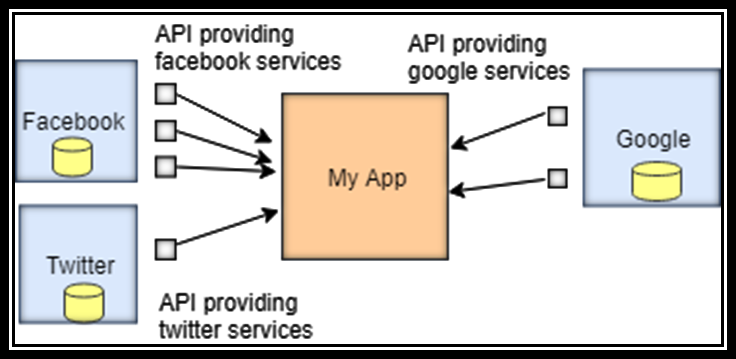 API providing
facebook services
API providing
google services
Facebook
Google
My App
Twitter
API providing
twitter services